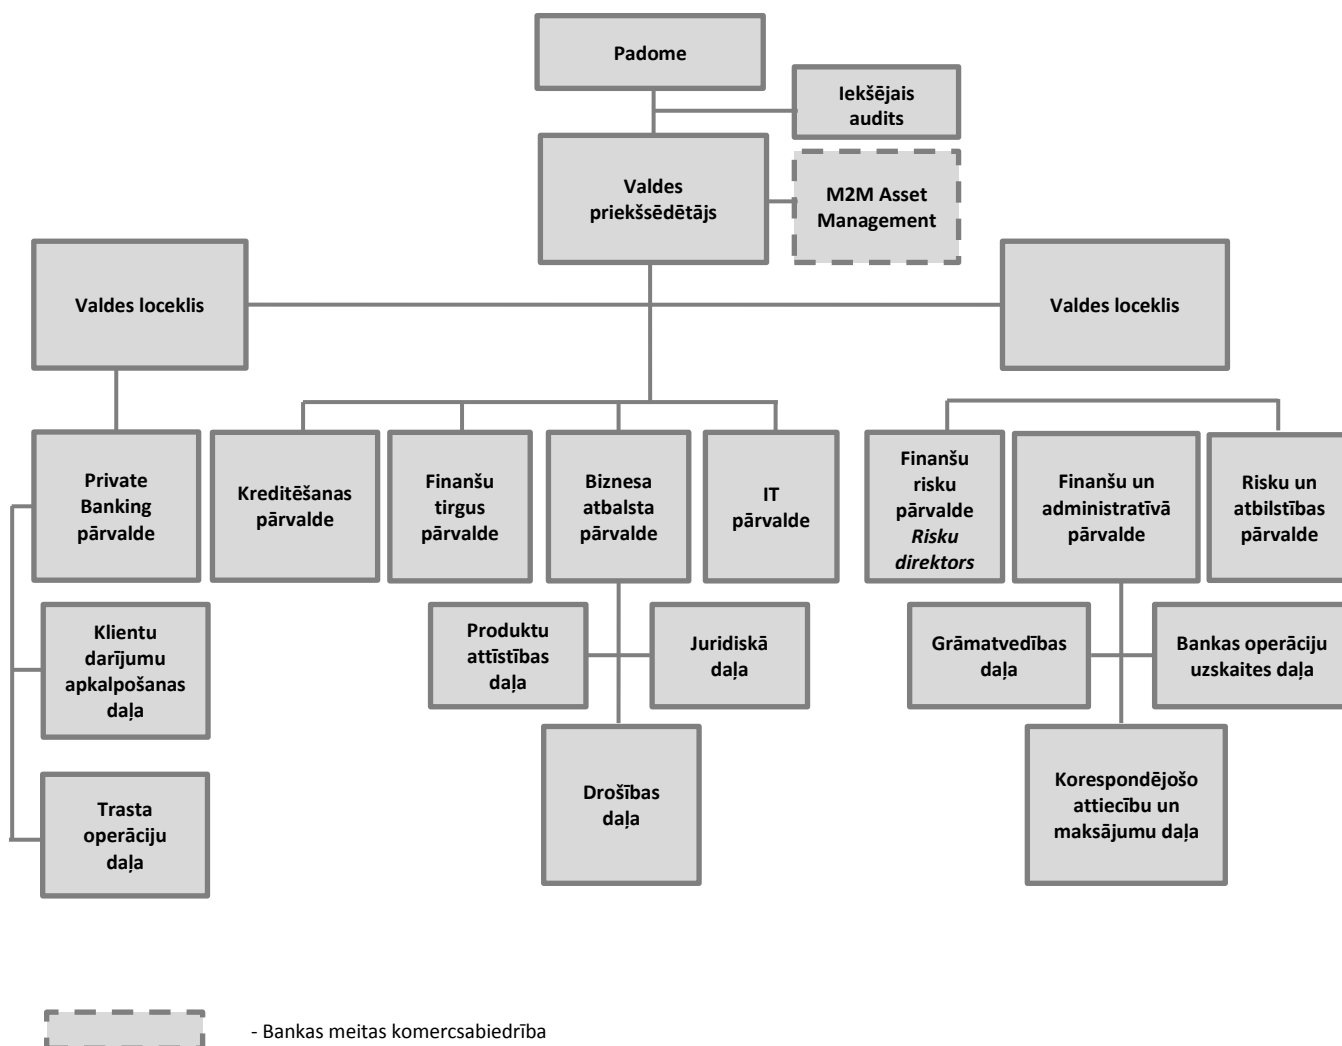 Padome
Iekšējais
audits
Valdes
priekšsēdētājs
M2M Asset
Management
Valdes loceklis
Valdes loceklis
Private
Banking
pārvalde
Kreditēšanas
pārvalde
Finanšu
tirgus
pārvalde
Biznesa
atbalsta
pārvalde
IT
pārvalde
Finanšu
risku
pārvalde
Risku
direktors
Finanšu un
administratīvā
pārvalde
Risku un
atbilstības
pārvalde
Klientu
darījumu
apkalpošanas
daļa
Produktu
attīstības
daļa
Juridiskā
daļa
Grāmatvedības
daļa
Bankas operāciju
uzskaites daļa
Trasta
operāciju
daļa
Drošības
daļa
Korespondējošo
attiecību un
maksājumu daļa
- Bankas meitas komercsabiedrība